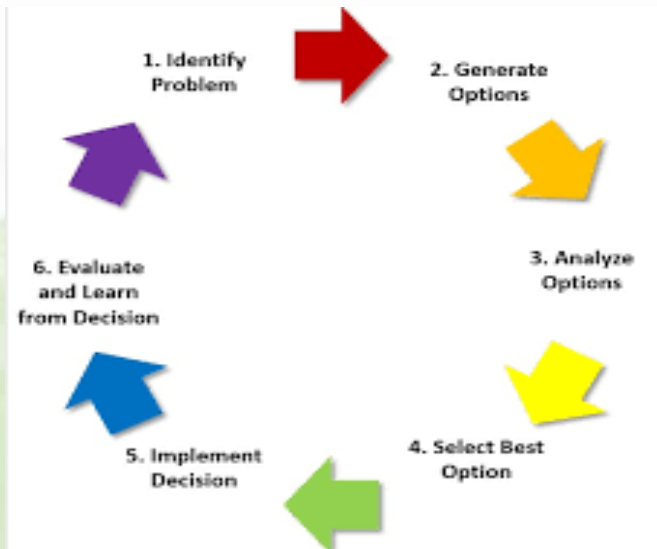 1. Identify
Problem
2. Generate
Options
3. Analyze
Options
4. Select Best
Option
5. Implement
Decision
6. Evaluate
and Learn
from Decision